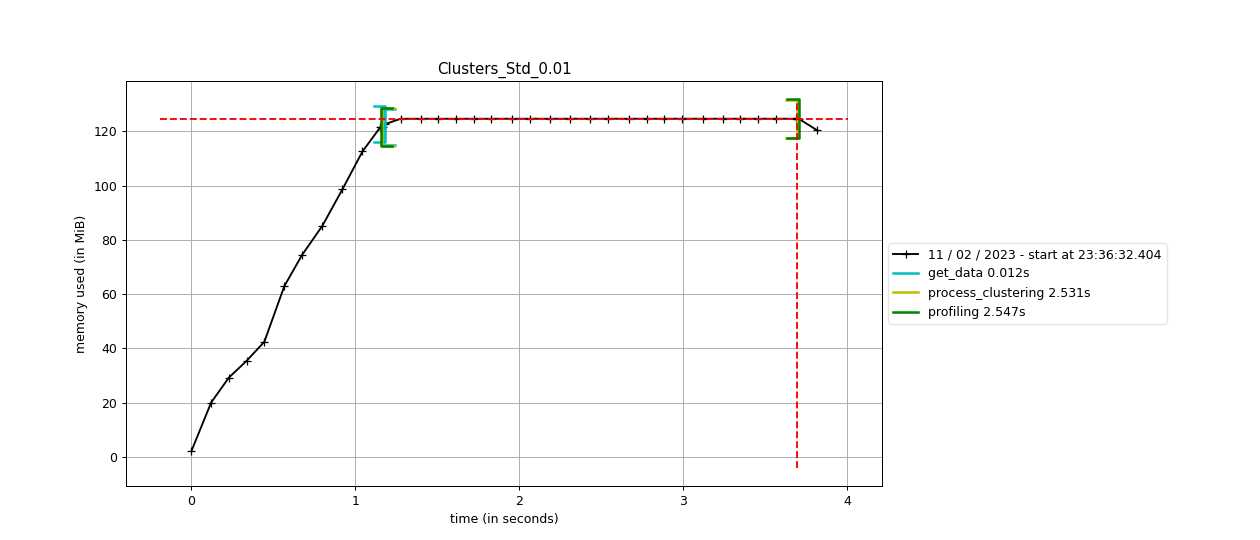 Clusters_Std_0.01
memory used (in MiB)
120
100
80
60
40
20
0
0 1 2 3 4
time (in seconds)
11 / 02 / 2023 - start at 23:36:32.404
get_data 0.012s
process_clustering 2.531s
profiling 2.547s